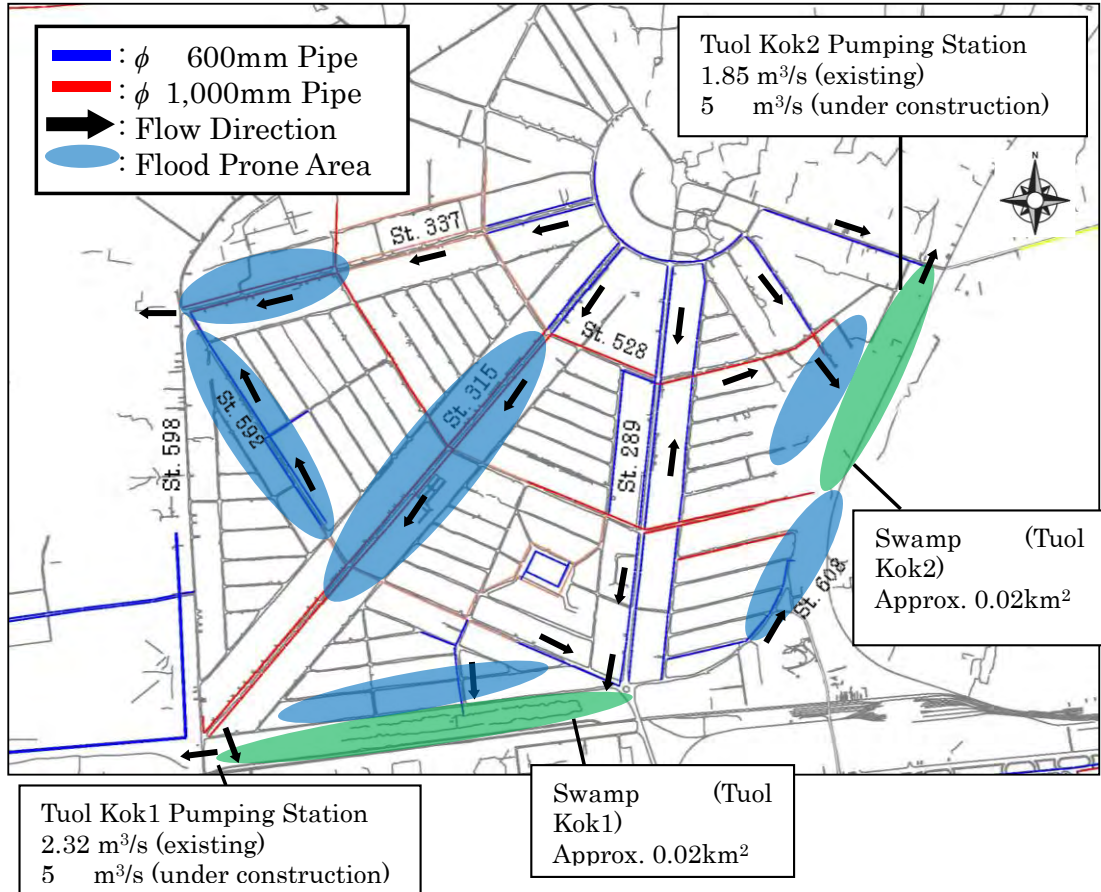 : ϕ 600mm Pipe
: ϕ 1,000mm Pipe
: Flow Direction
: Flood Prone Area
Tuol Kok2 Pumping Station
1.85 m³/s (existing)
5 m³/s (under construction)
N
St. 337
St. 528
St. 315
St. 592
St. 289
St. 598
St. 608
Swamp (Tuol
Kok2)
Approx. 0.02km²
Swamp (Tuol
Kok1)
Approx. 0.02km²
Tuol Kok1 Pumping Station
2.32 m³/s (existing)
5 m³/s (under construction)